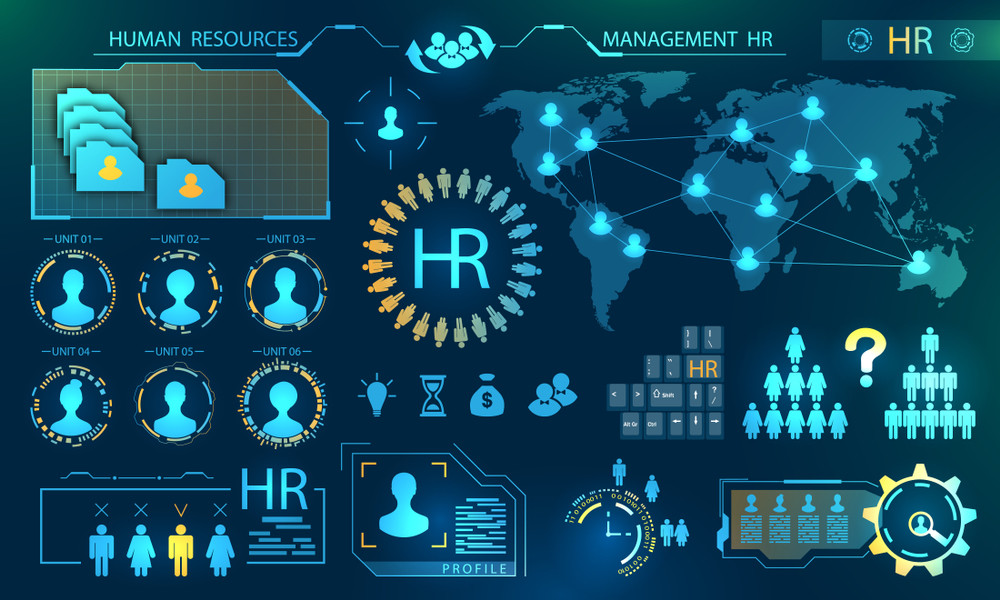 HUMAN RESOURCES
MANAGEMENT HR
HR
UNIT 01
UNIT 02
UNIT 03
HR
UNIT 04
UNIT 05
UNIT 06
$
?
} ]
| \
: ;
" '
HR
<
>
Shift
? /
Alt Gr
Ctrl
HR
PROFILE